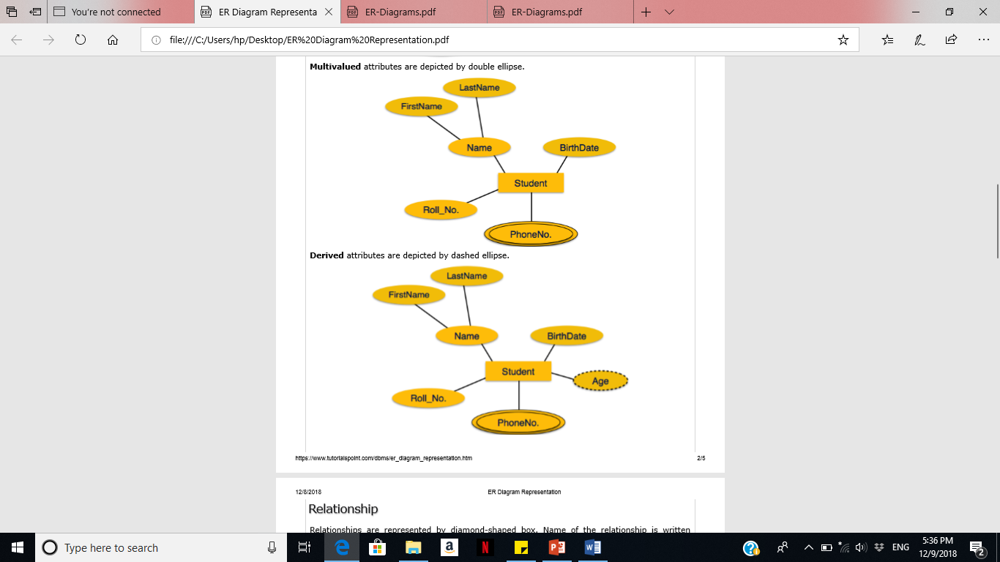 You're not connected
ER Diagram Representa
ER-Diagrams.pdf
ER-Diagrams.pdf
file:///C:/Users/hp/Desktop/ER%20Diagram%20Representation.pdf
Multivalued attributes are depicted by double ellipse.
LastName
FirstName
Name
BirthDate
Student
Roll_No.
PhoneNo.
Derived attributes are depicted by dashed ellipse.
LastName
FirstName
Name
BirthDate
Student
Age
Roll_No.
PhoneNo.
https://www.tutorialspoint.com/dbms/er_diagram_representation.htm 2/5
12/8/2018 ER Diagram Representation
Relationship
Relationships are represented by diamond-shaped box. Name of the relationship is written
Type here to search
ENG
5:36 PM
12/9/2018
2